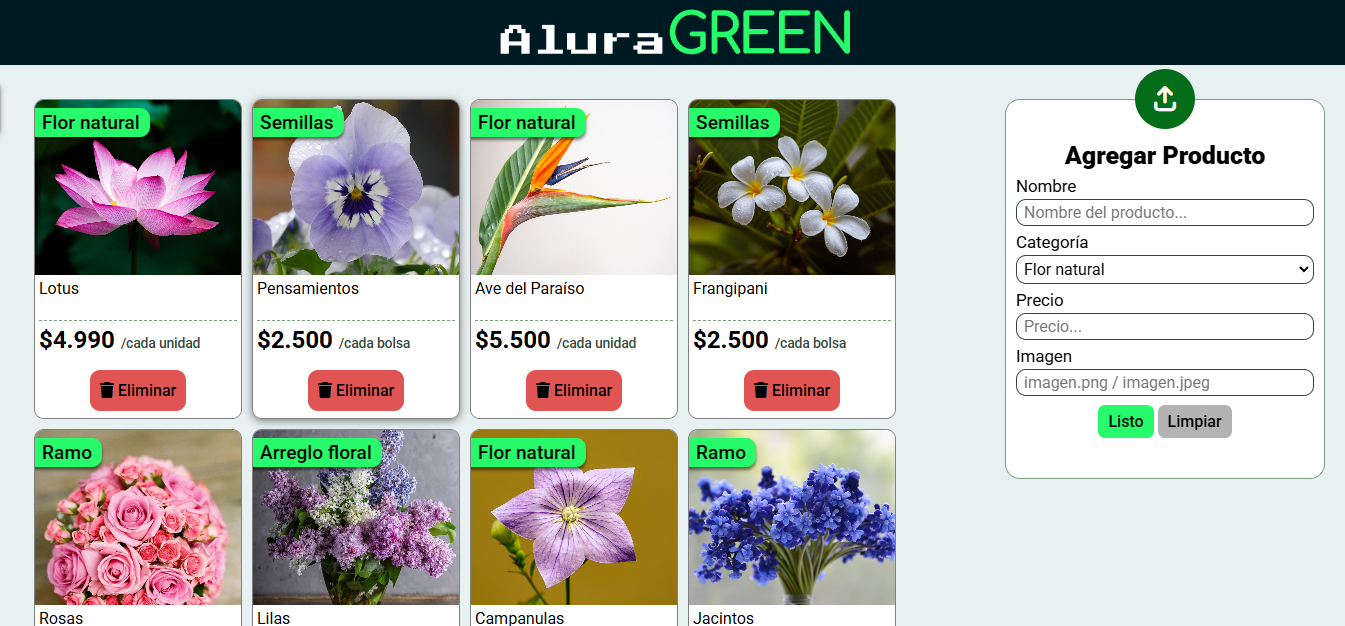 AluraGREEN
Flor natural
Lotus
$4.990 /cada unidad
Eliminar
Semillas
Pensamientos
$2.500 /cada bolsa
Eliminar
Flor natural
Ave del Paraíso
$5.500 /cada unidad
Eliminar
Semillas
Frangipani
$2.500 /cada bolsa
Eliminar
Ramo
Rosas
Arreglo floral
Lilas
Flor natural
Campanulas
Ramo
Jacintos
Agregar Producto
Nombre
Nombre del producto...
Categoría
Flor natural
Precio
Precio...
Imagen
imagen.png / imagen.jpeg
Listo Limpiar